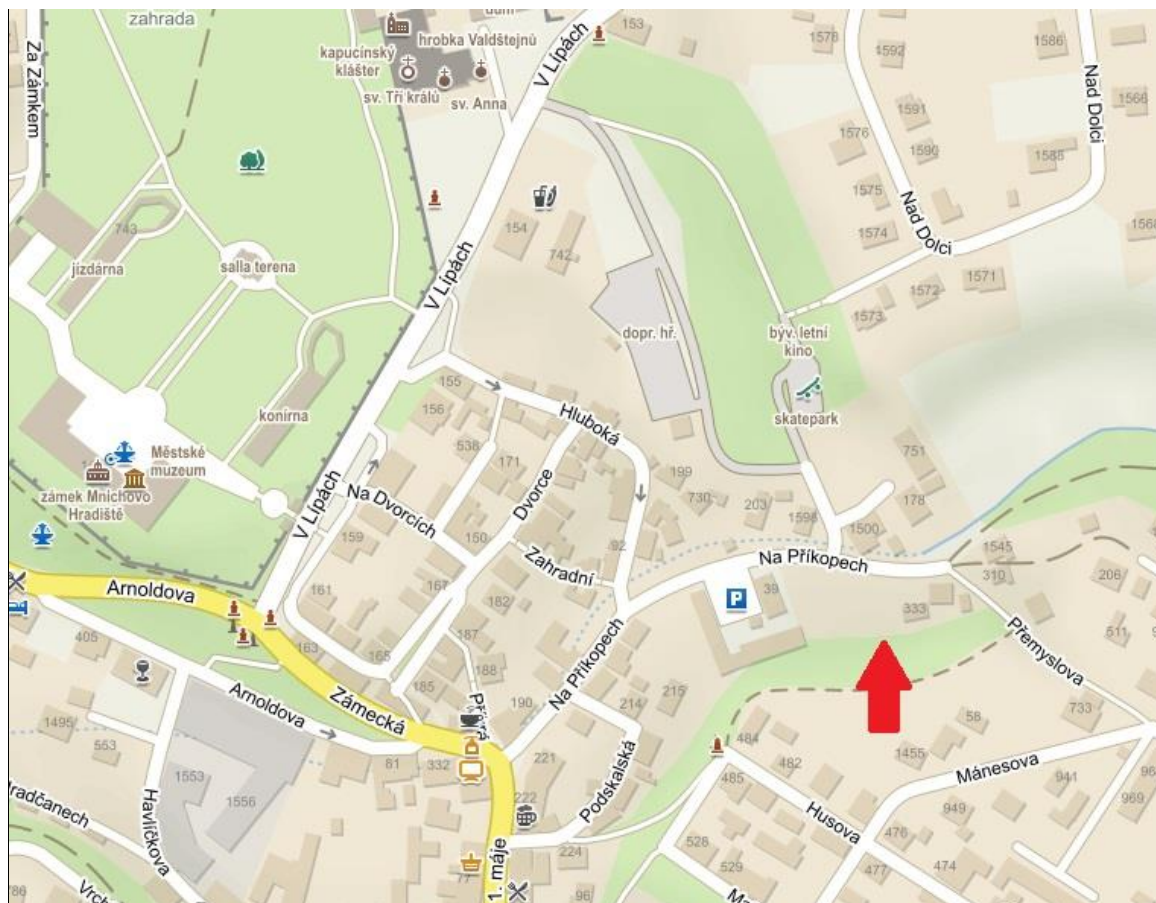 zahrada
dům
153
1578
1592
1586
Za Zámkem
kapucínský
klášter
hrobka Valdštejnů
sv. Tří králů
sv. Anna
V Lipách
Nad Dolci
1566
1591
1576
1590
1588
1575
Nad Dolci
1574
1568
743
jízdárna
salla terena
154
742
V Lipách
1571
1572
1573
dopr. hř.
býv. letní
kino
skatepark
155
156
konírna
Hluboká
538
171
Městské
muzeum
zámek Mnichovo
Hradiště
V Lipách
Na Dvorcích
Dvorce
199
730
203
1598
751
178
1500
159
150
92
Zahradní
Na Příkopech
P
39
1545
310
206
Arnoldova
161
167
182
333
511
Přemyslova
405
163
165
187
188
185
190
Na Příkopech
215
214
Arnoldova
Zámecká
1495
553
81
332
221
222
Podskalská
484
482
485
58
1455
733
Mánesova
941
949
969
1553
1556
Havlíčkova
Husova
476
477
474
528
529
224
1. máje
77
96
786